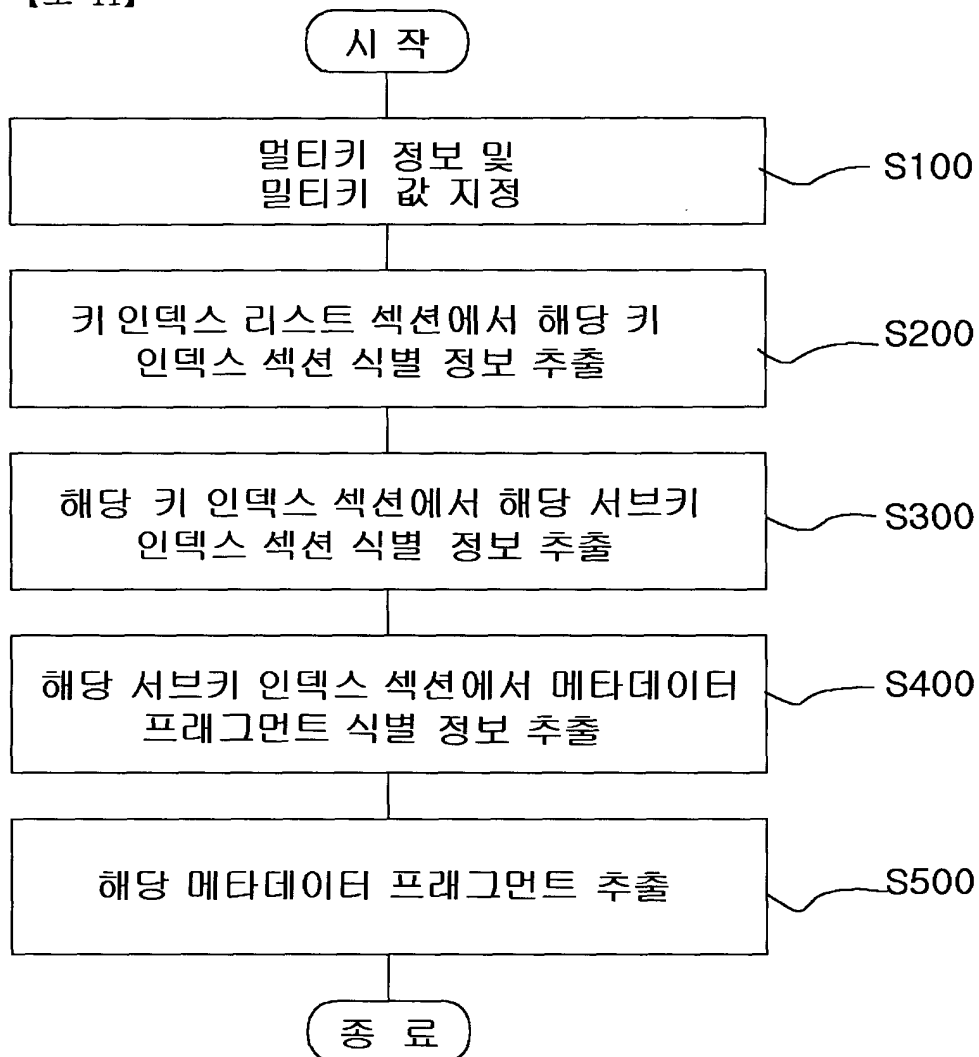 시 작
멀티키 정보 및
밀티키 값 지정
S100
키 인덱스 리스트 섹션에서 해당 키
인덱스 섹션 식별 정보 추출
S200
해당 키 인덱스 섹션에서 해당 서브키
인덱스 섹션 식별 정보 추출
S300
해당 서브키 인덱스 섹션에서 메타데이터
프래그먼트 식별 정보 추출
S400
해당 메타데이터 프래그먼트 추출
S500
종 료